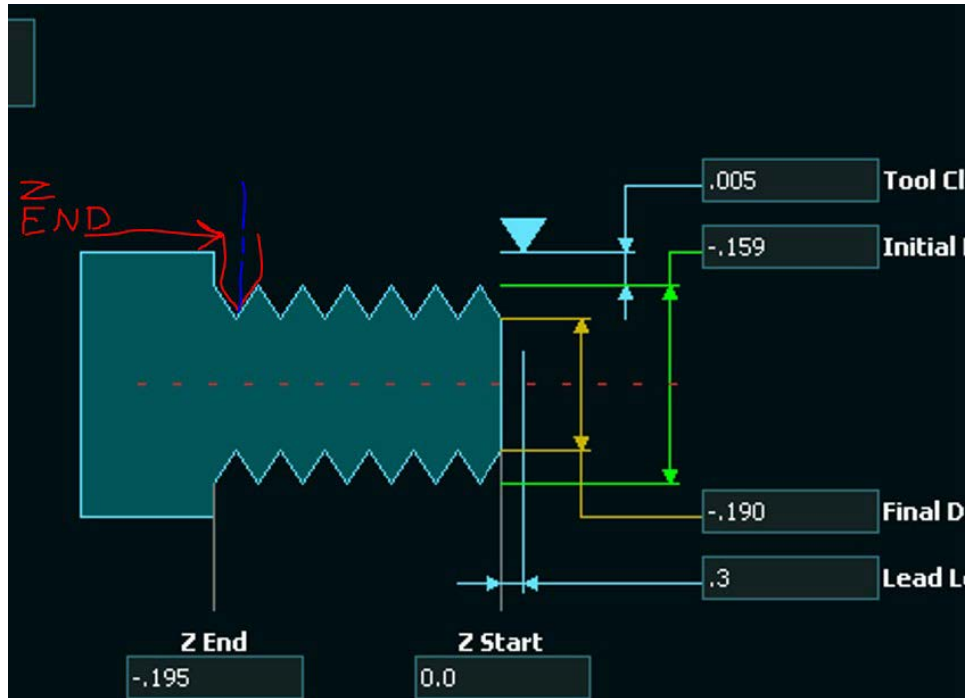 .005 Tool Cl
Z
END
-.159 Initial
-.190 Final D
.3 Lead L
Z End Z Start
-.195 0.0